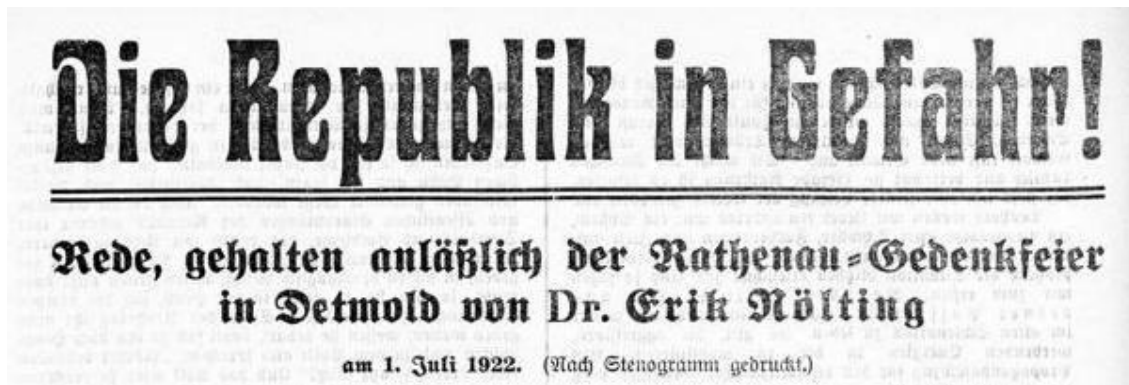 Die Republik in Gefahr!
Rede, gehalten anläßlich der Rathenau-Gedenkfeier
in Detmold von Dr. Erik Nölting
am 1. Juli 1922. (Nach Stenogramm gedruckt.)